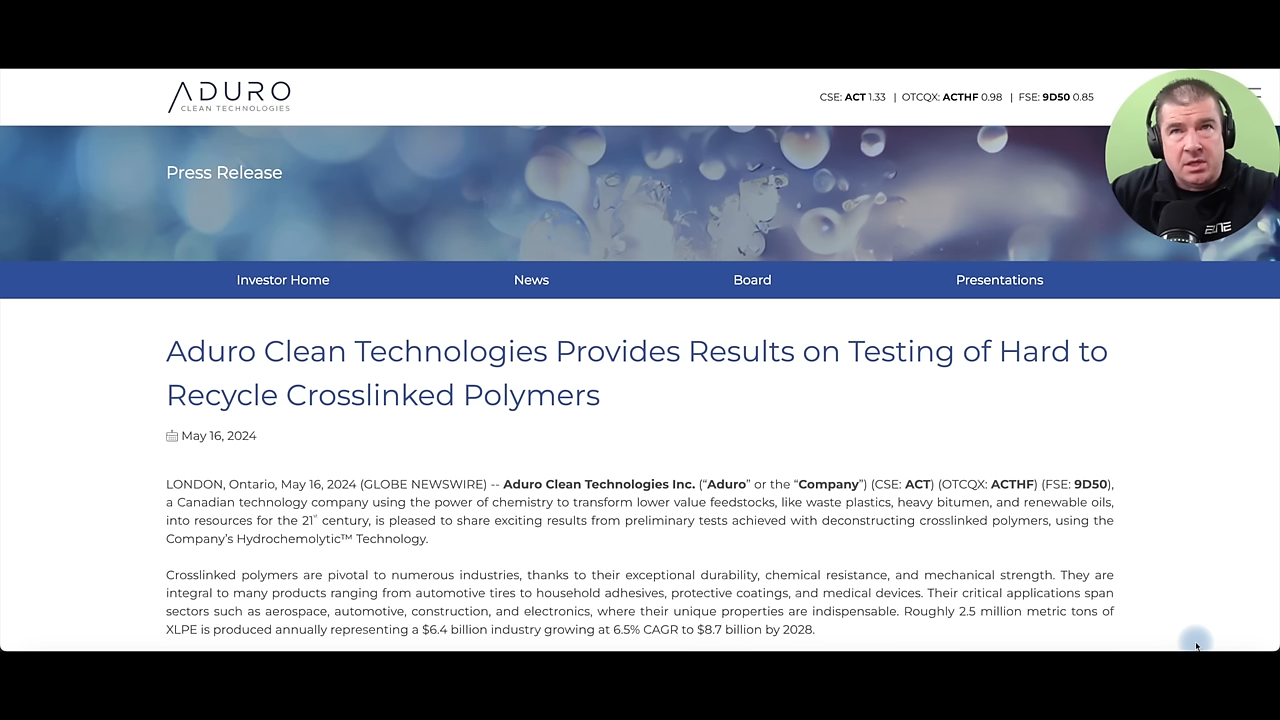 ADURO
CLEAN TECHNOLOGIES
CSE: ACT 1.33 | OTCQX: ACTHF 0.98 | FSE: 9D50 0.85
Press Release
Investor Home News Board Presentations
Aduro Clean Technologies Provides Results on Testing of Hard to
Recycle Crosslinked Polymers
May 16, 2024
LONDON, Ontario, May 16, 2024 (GLOBE NEWSWIRE) -- Aduro Clean Technologies Inc. (“Aduro” or the “Company”) (CSE: ACT) (OTCQX: ACTHF) (FSE: 9D50),
a Canadian technology company using the power of chemistry to transform lower value feedstocks, like waste plastics, heavy bitumen, and renewable oils,
into resources for the 21st century, is pleased to share exciting results from preliminary tests achieved with deconstructing crosslinked polymers, using the
Company’s Hydrochemolytic™ Technology.
Crosslinked polymers are pivotal to numerous industries, thanks to their exceptional durability, chemical resistance, and mechanical strength. They are
integral to many products ranging from automotive tires to household adhesives, protective coatings, and medical devices. Their critical applications span
sectors such as aerospace, automotive, construction, and electronics, where their unique properties are indispensable. Roughly 2.5 million metric tons of
XLPE is produced annually representing a $6.4 billion industry growing at 6.5% CAGR to $8.7 billion by 2028.